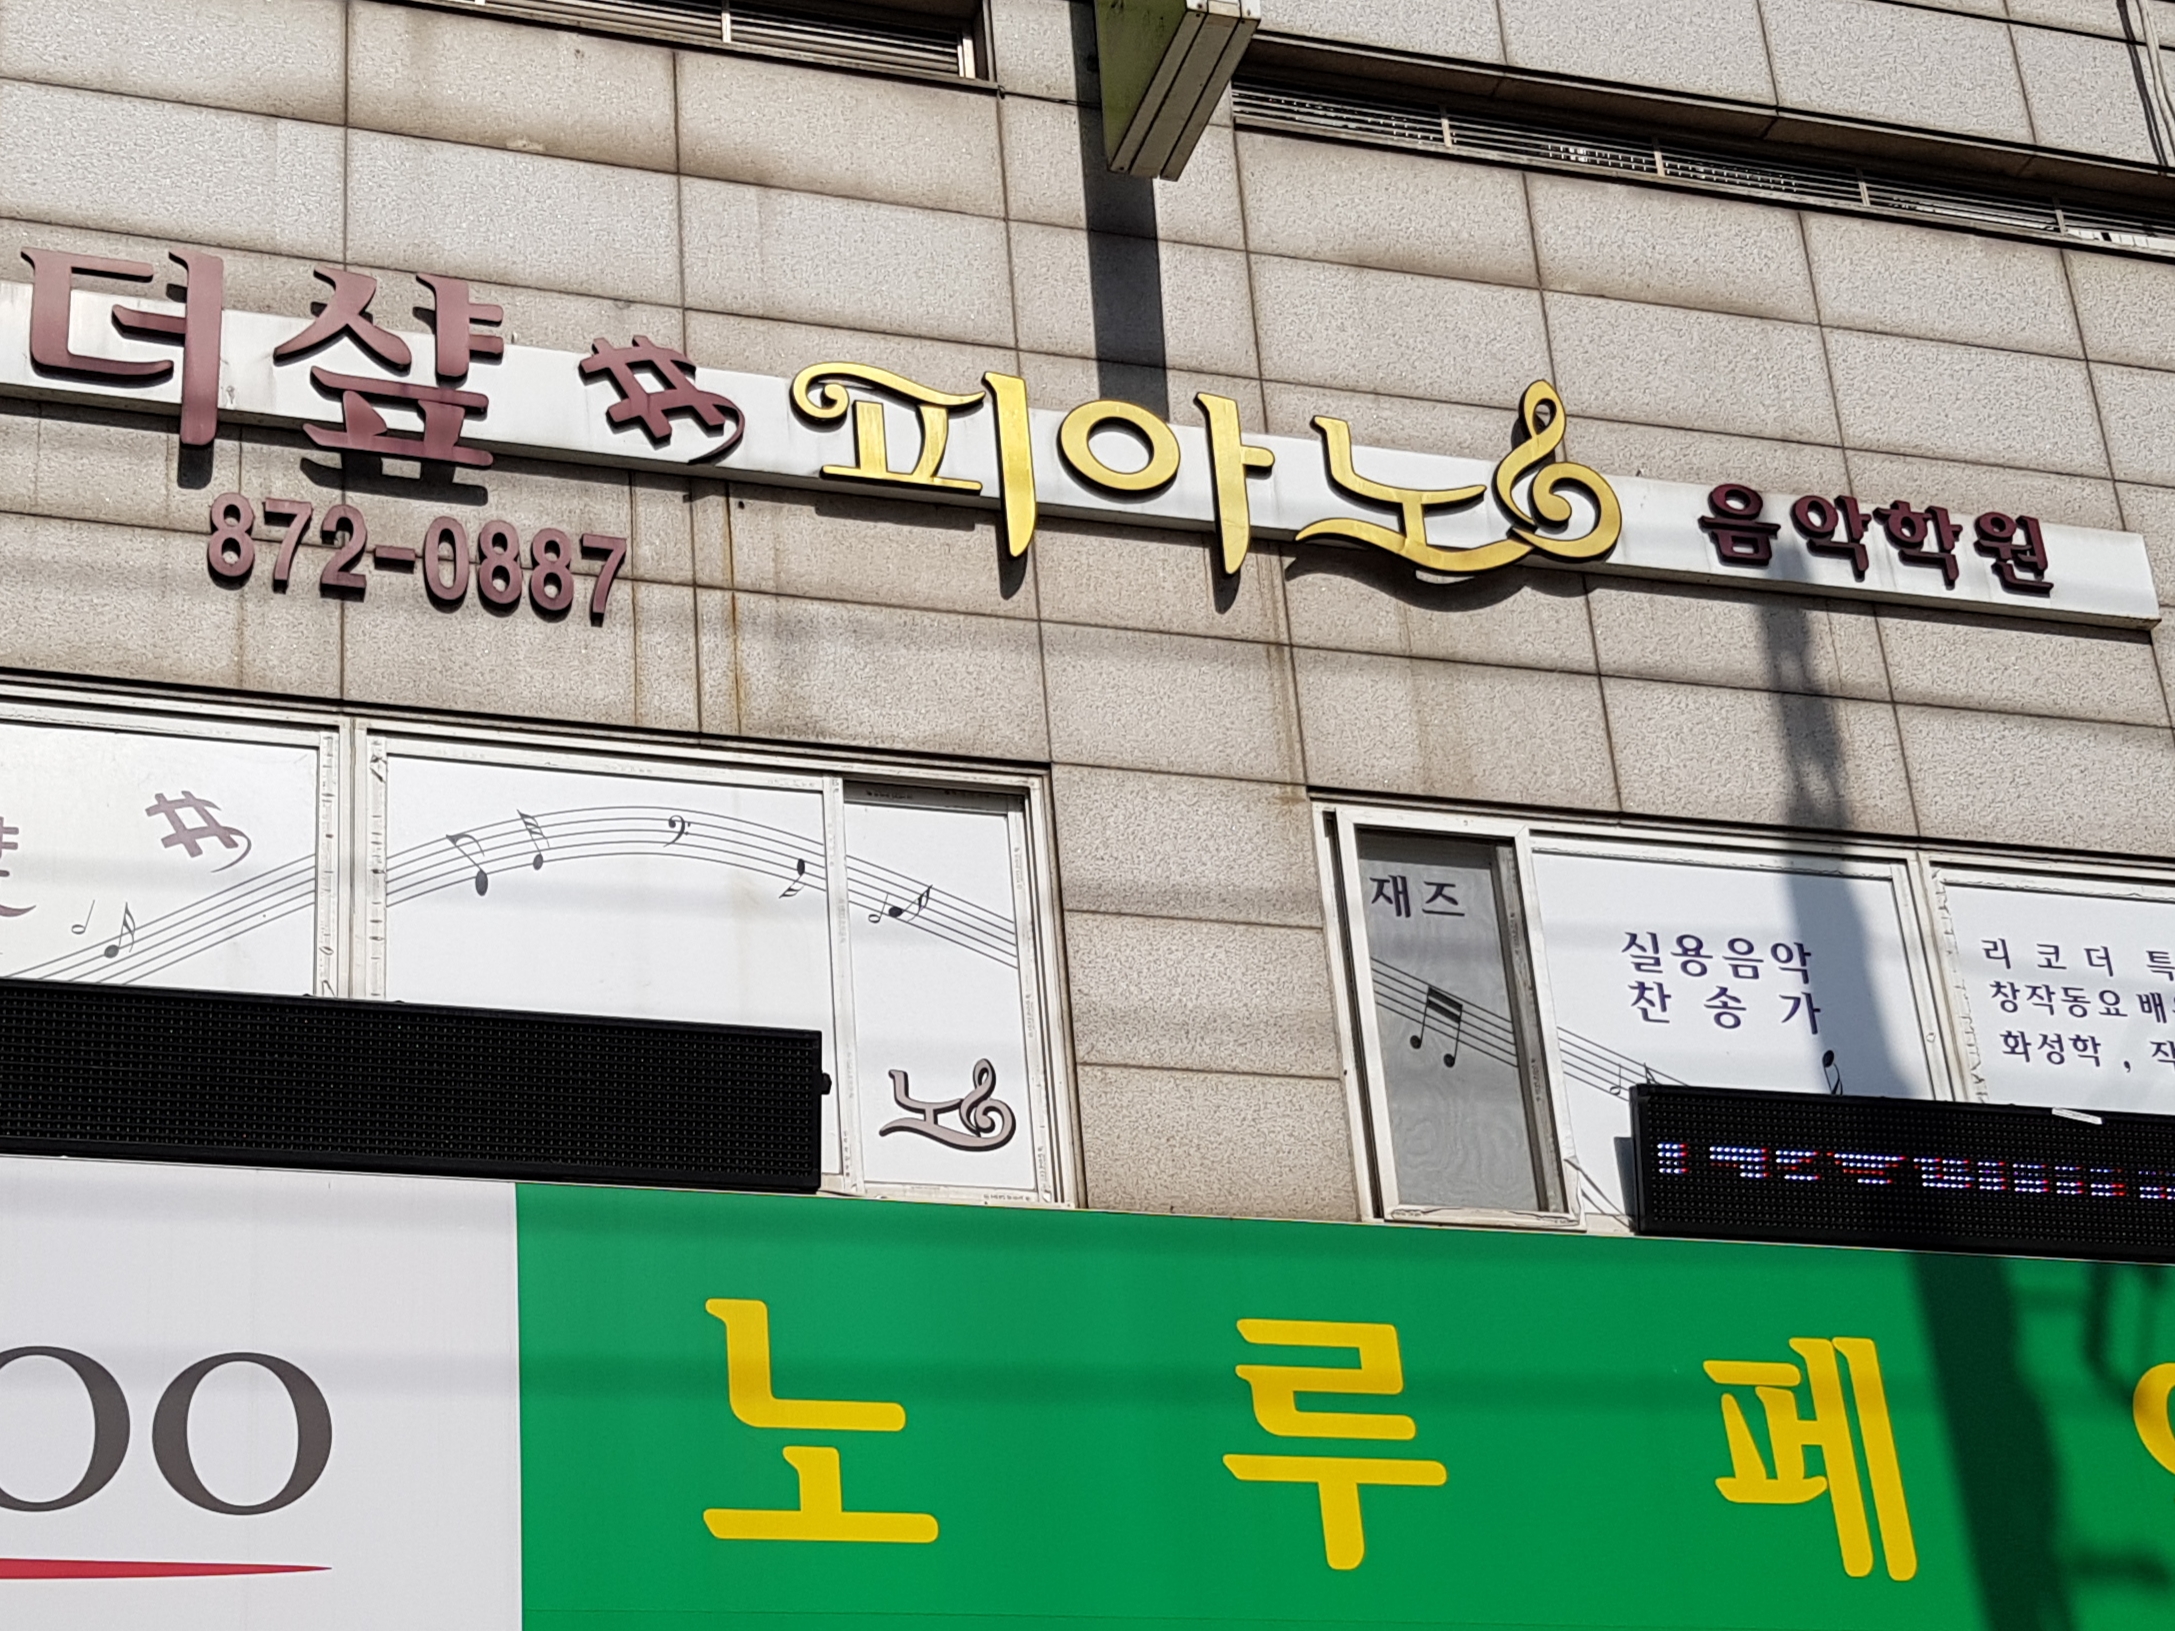 더샾 피아노 음악학원
872-0887
재즈
실용음악
찬송가
리코더
창작동요
화성학,
노
노루페